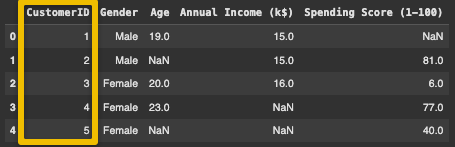 CustomerID Gender Age Annual Income (k$) Spending Score (1-100)
0 1 Male 19.0 15.0 NaN
1 2 Male NaN 15.0 81.0
2 3 Female 20.0 16.0 6.0
3 4 Female 23.0 NaN 77.0
4 5 Female NaN NaN 40.0